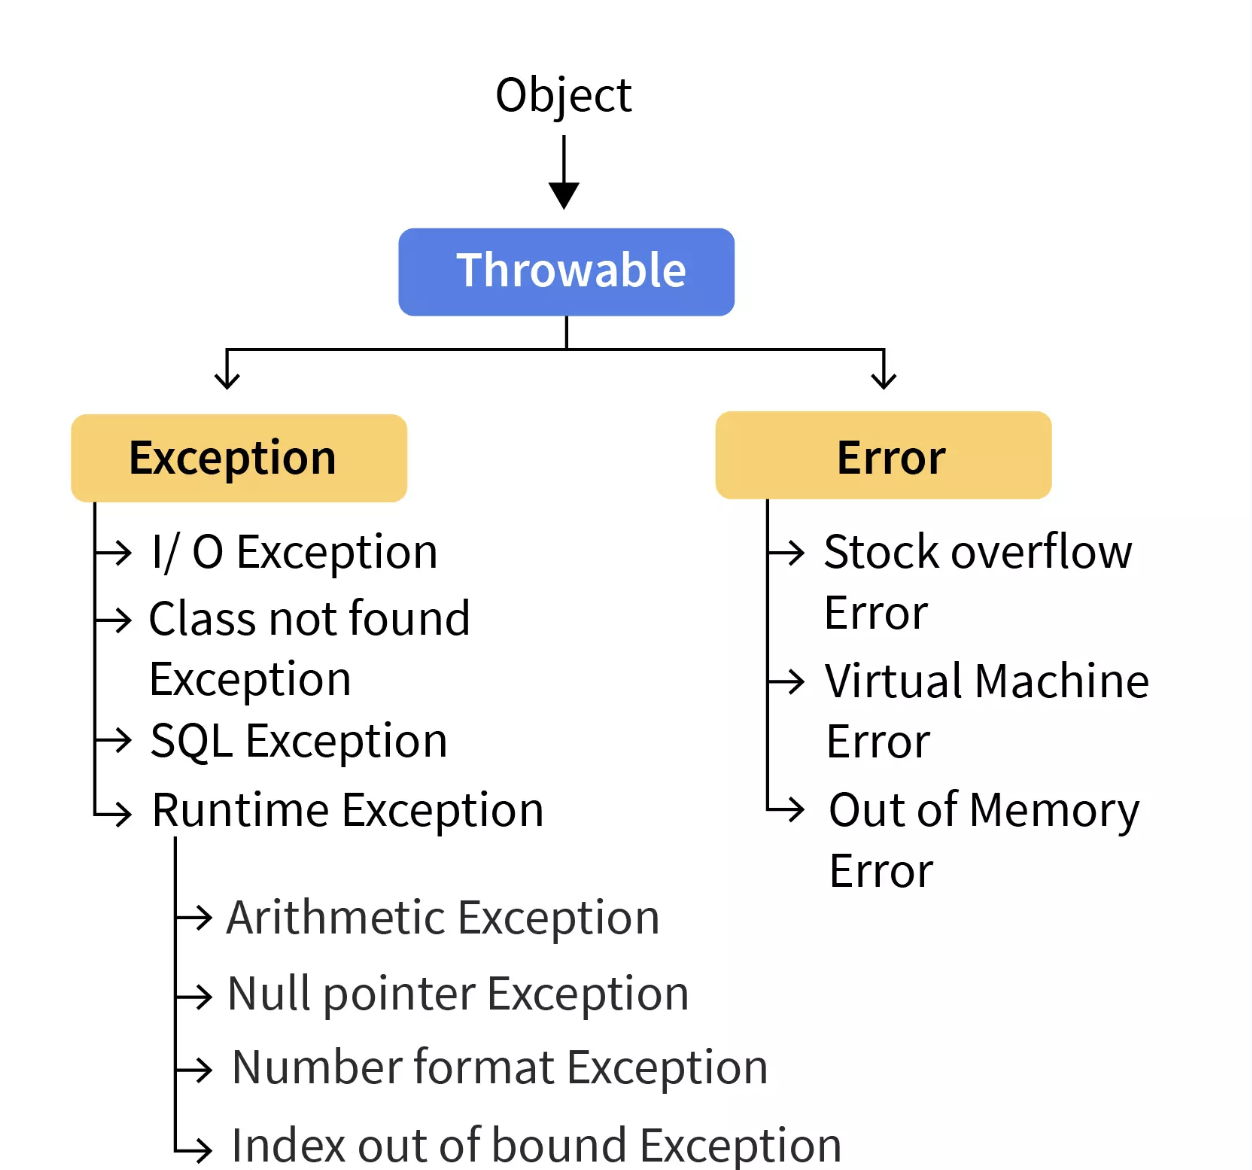 Object
Throwable
Exception
I/ O Exception
Class not found
Exception
SQL Exception
Runtime Exception
Arithmetic Exception
Null pointer Exception
Number format Exception
Index out of bound Exception
Error
Stock overflow
Error
Virtual Machine
Error
Out of Memory
Error